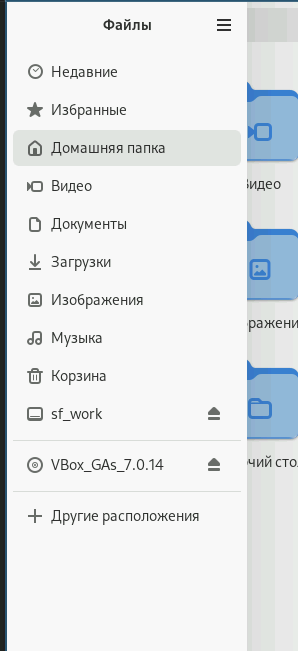 Файлы
Недавние
Избранные
Домашняя папка
Видео
Документы
Загрузки
Изображения
Музыка
Корзина
sf_work
VBox_GAs_7.0.14
Другие расположения
Видео